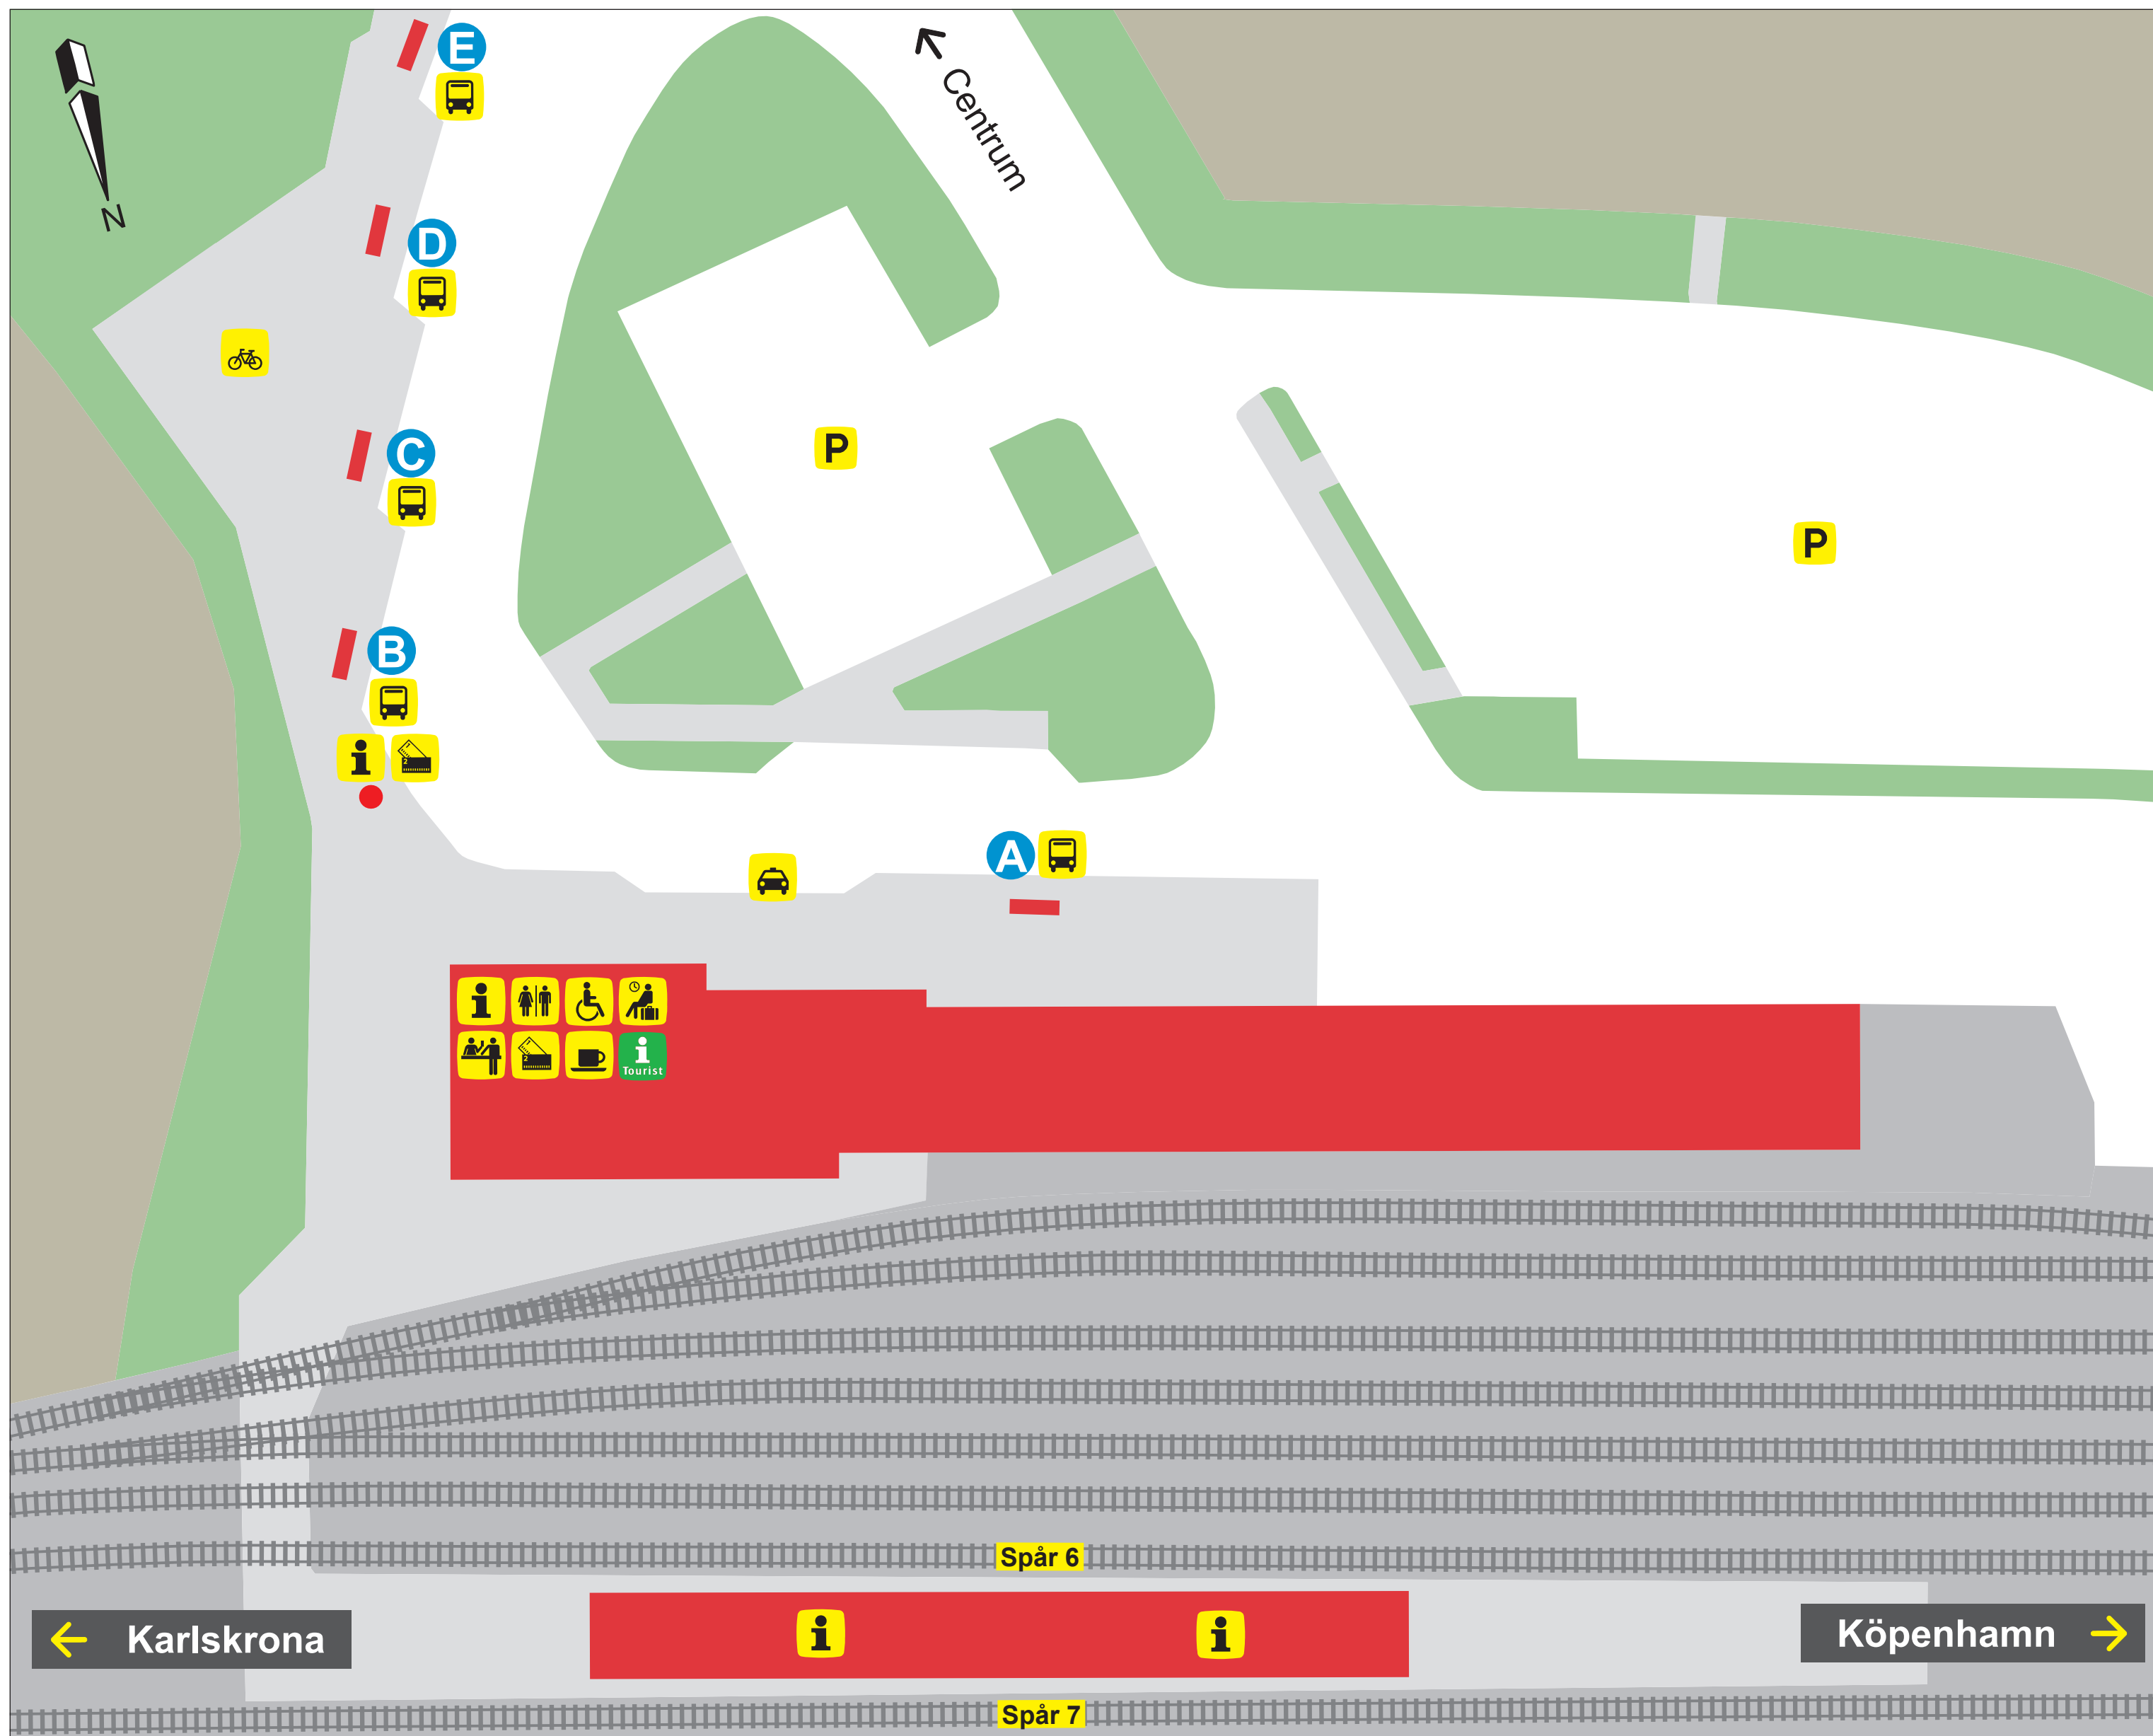 E
Centrum
N
D
C
P
P
B
A
i
Tourist
Spår 6
Karlskrona
Köpenhamn
Spår 7